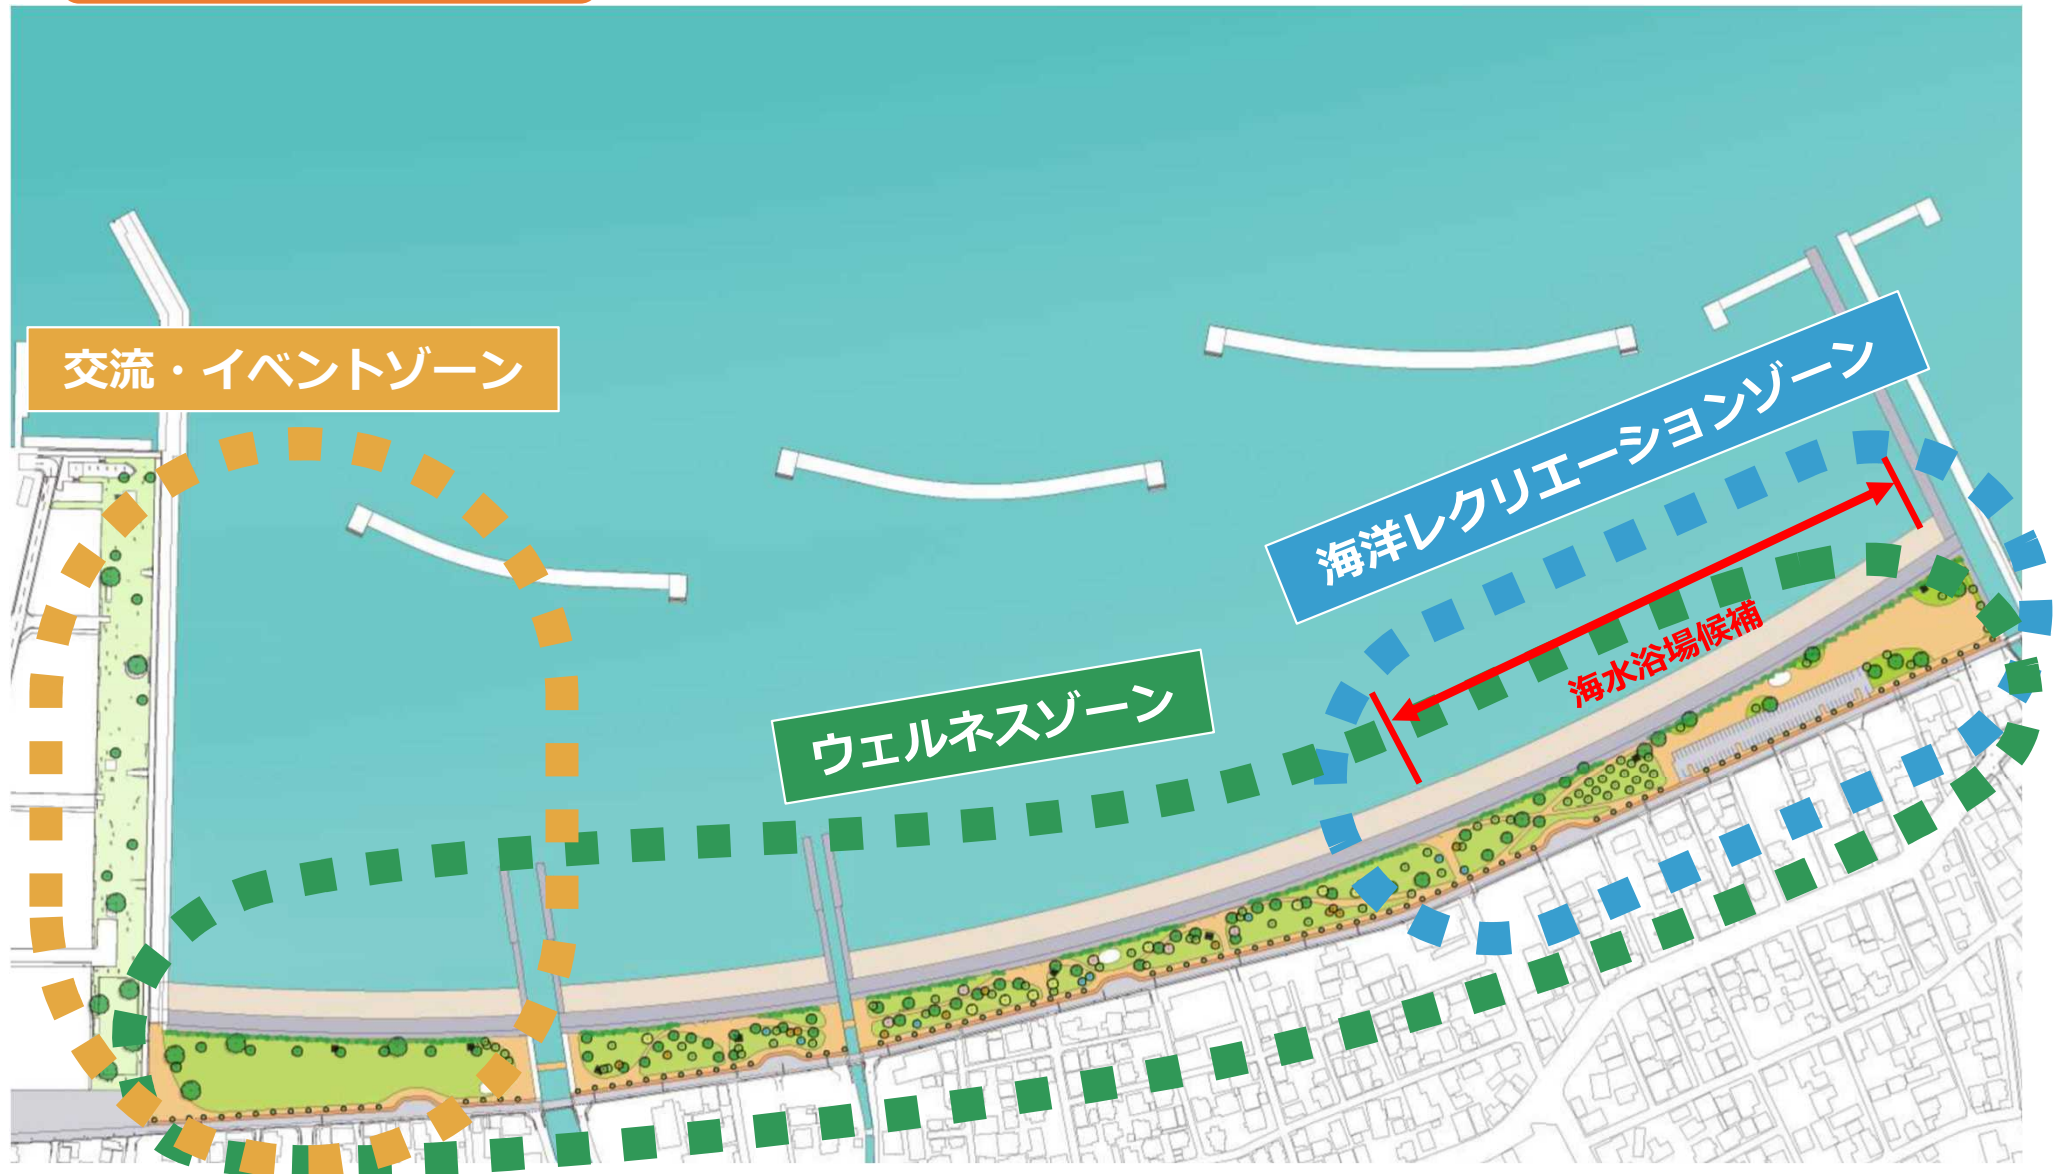 交流・イベントゾーン
海洋レクリエーションゾーン
海水浴場候補
ウェルネスゾーン